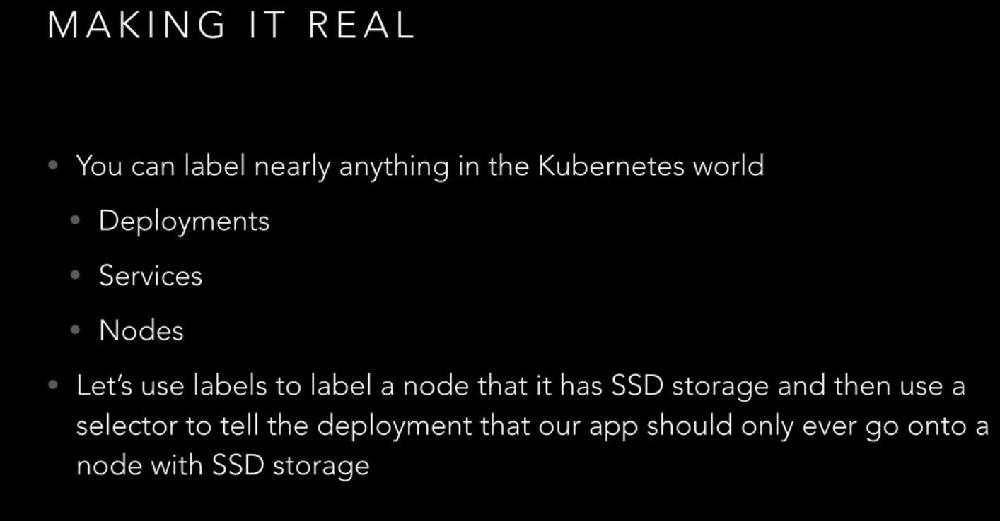 MAKING IT REAL
• You can label nearly anything in the Kubernetes world
• Deployments
• Services
• Nodes
• Let’s use labels to label a node that it has SSD storage and then use a
selector to tell the deployment that our app should only ever go onto a
node with SSD storage